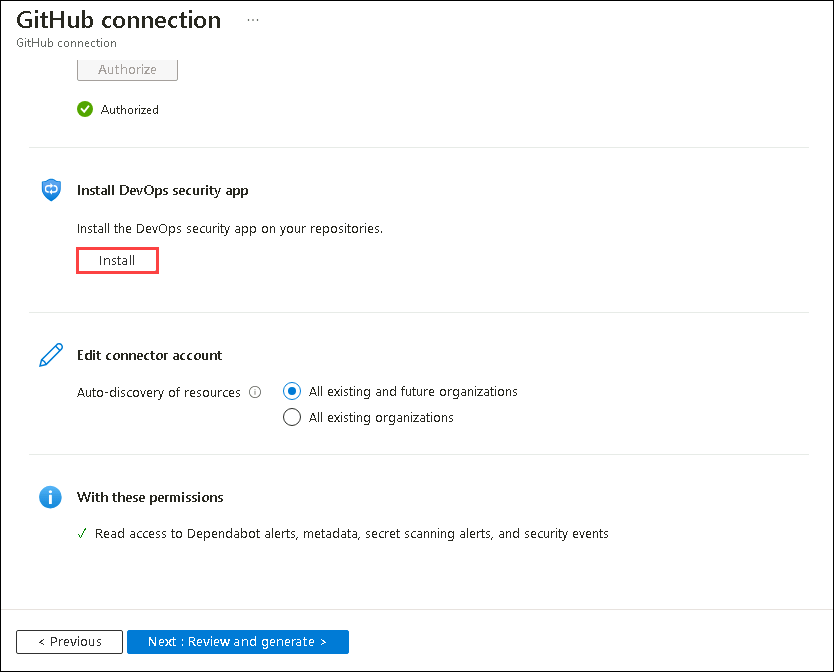 GitHub connection ...
GitHub connection
Authorize
Authorized
Install DevOps security app
Install the DevOps security app on your repositories.
Install
Edit connector account
Auto-discovery of resources
All existing and future organizations
All existing organizations
With these permissions
✓ Read access to Dependabot alerts, metadata, secret scanning alerts, and security events
< Previous
Next : Review and generate >